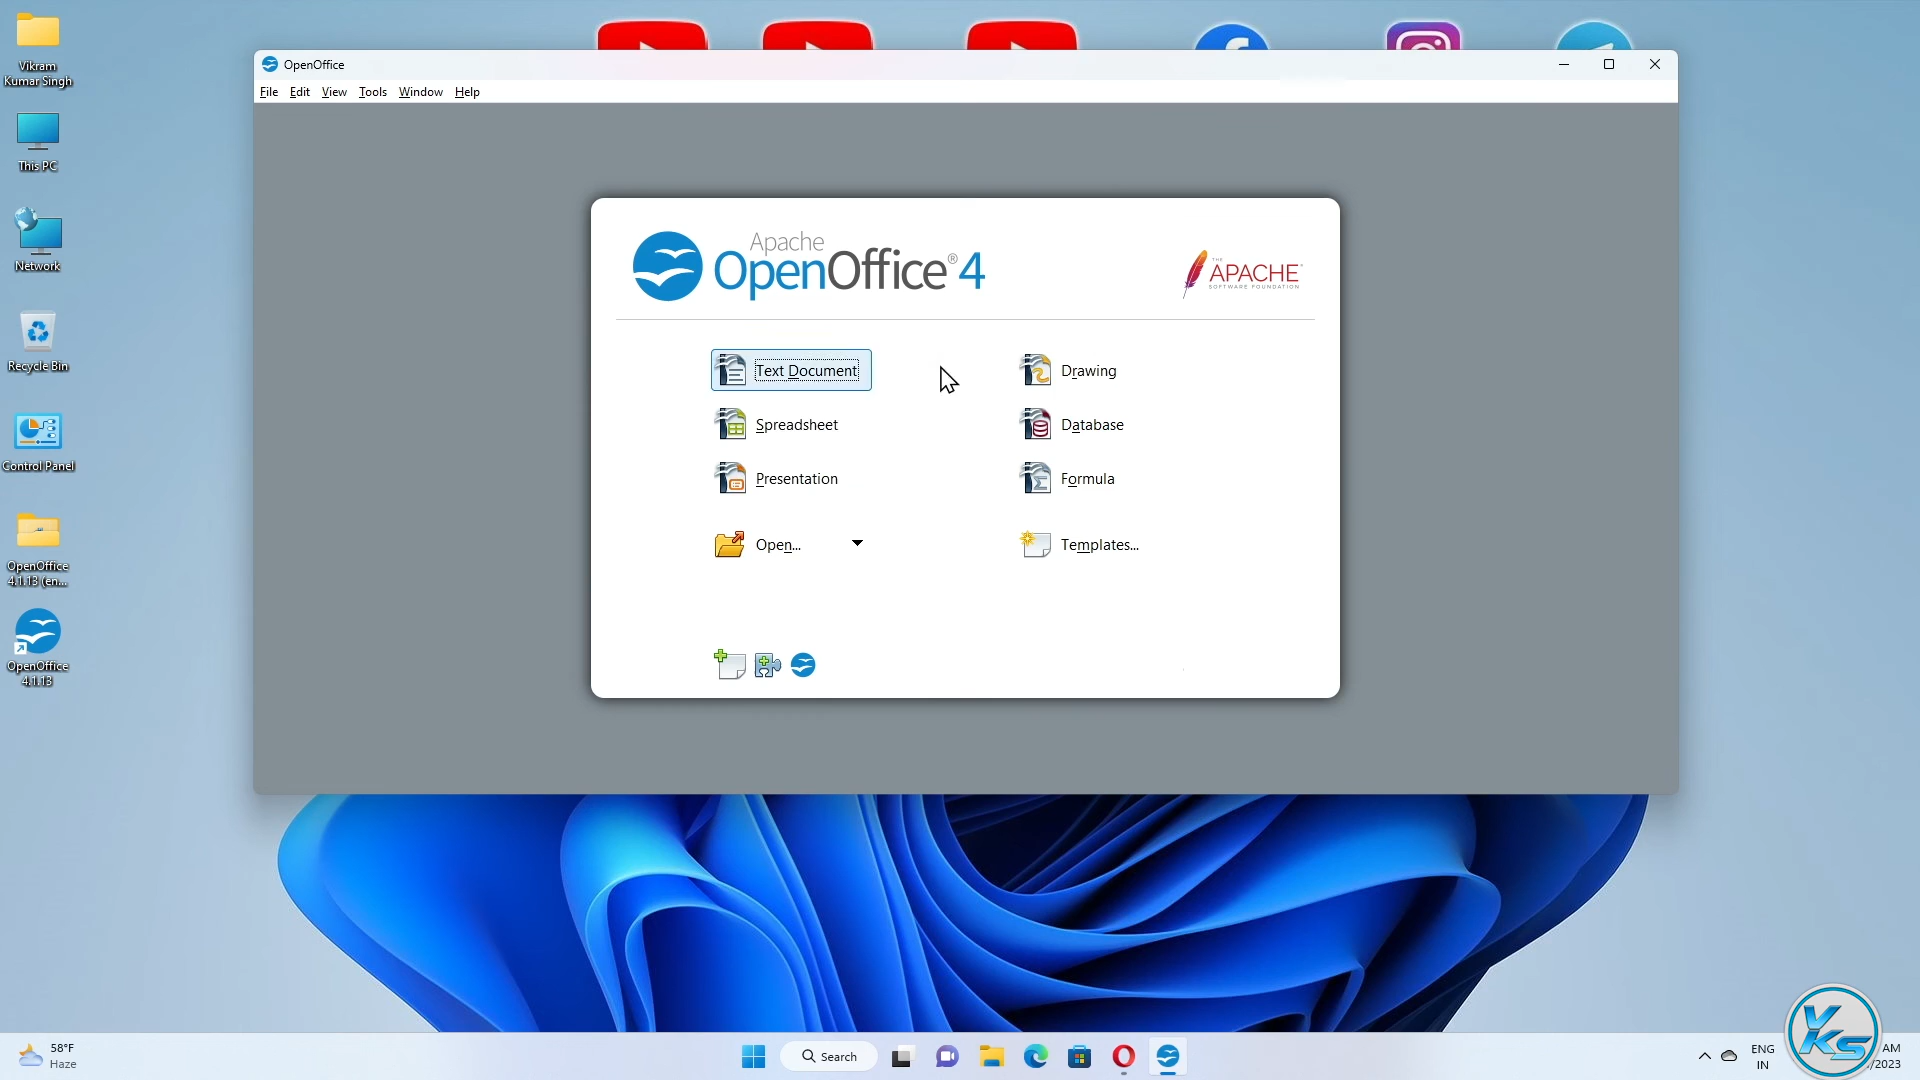 Vikram
Kumar Singh
This PC
Network
Recycle Bin
Control Panel
OpenOffice
4.1.13 (en...
OpenOffice
4.1.13
OpenOffice
File Edit View Tools Window Help
Apache
OpenOffice® 4
THE
APACHE
SOFTWARE FOUNDATION
Text Document
Drawing
Spreadsheet
Database
Presentation
Formula
Open...
Templates...
58°F
Haze
Search
ENG
IN
VKS
AM
/2023